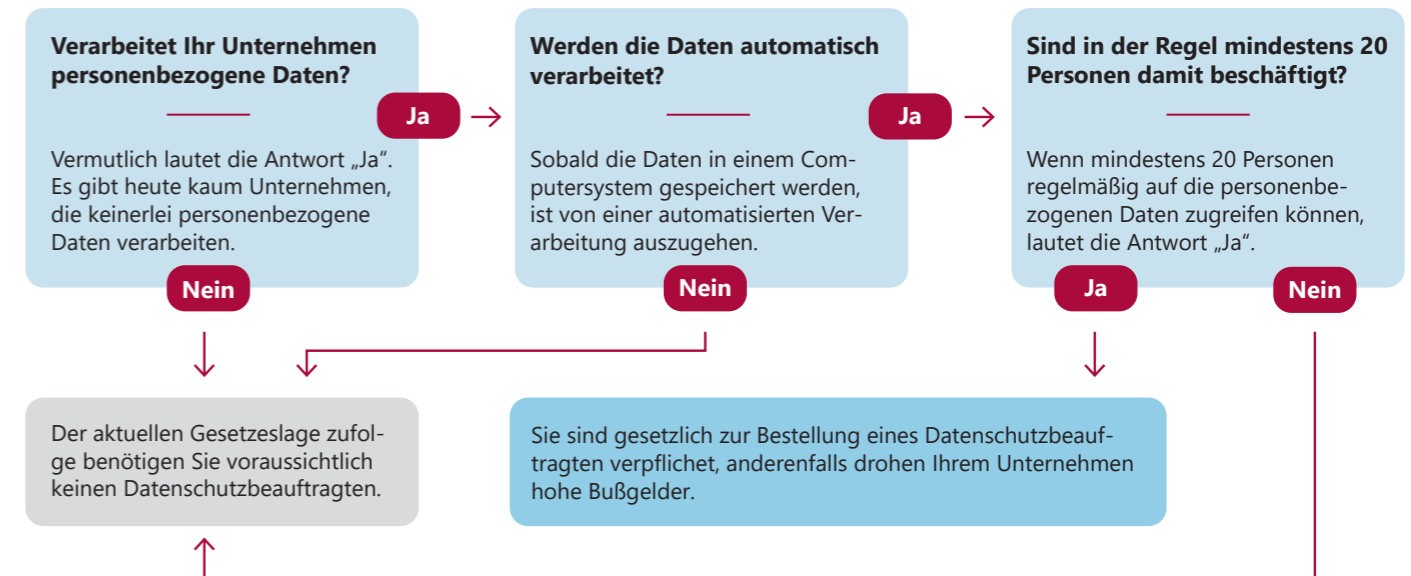 Verarbeitet Ihr Unternehmen
personenbezogene Daten?
Vermutlich lautet die Antwort „Ja“.
Es gibt heute kaum Unternehmen,
die keinerlei personenbezogene
Daten verarbeiten.
Ja
Nein
Werden die Daten automatisch
verarbeitet?
Sobald die Daten in einem Com-
putersystem gespeichert werden,
ist von einer automatisierten Ver-
arbeitung auszugehen.
Ja
Nein
Sind in der Regel mindestens 20
Personen damit beschäftigt?
Wenn mindestens 20 Personen
regelmäßig auf die personenbe-
zogenen Daten zugreifen können,
lautet die Antwort „Ja“.
Ja
Nein
Der aktuellen Gesetzeslage zufol-
ge benötigen Sie voraussichtlich
keinen Datenschutzbeauftragten.
Sie sind gesetzlich zur Bestellung eines Datenschutzbeauf-
tragten verpflichet, anderenfalls drohen Ihrem Unternehmen
hohe Bußgelder.